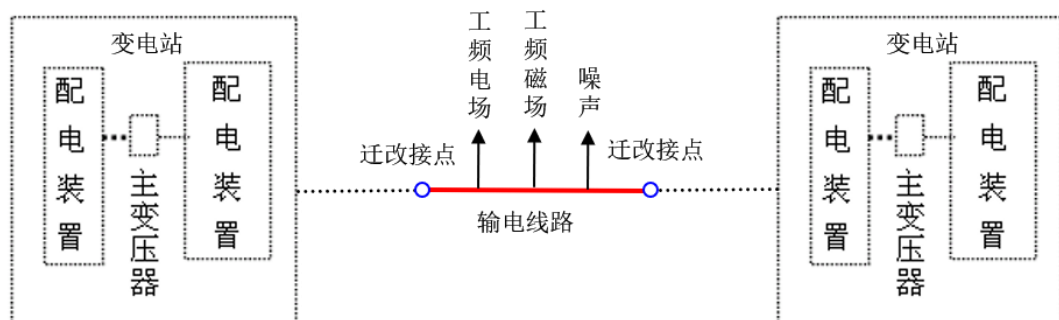 变电站
配电装置
主变压器
配电装置
工频电场
工频磁场
噪声
迁改接点
迁改接点
输电线路
变电站
配电装置
主变压器
配电装置